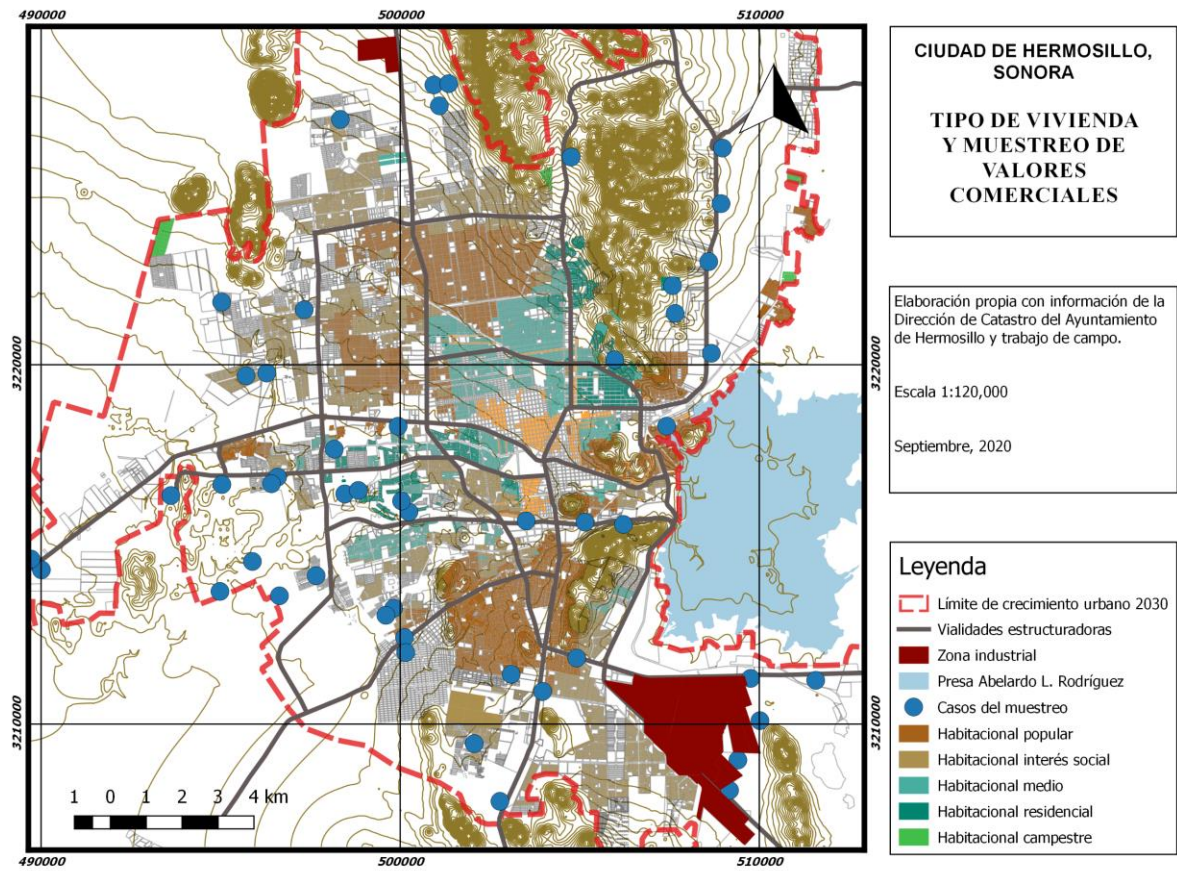 490000
500000
510000
3220000
3220000
3210000
3210000
1 0 1 2 3 4 km
490000
500000
510000
CIUDAD DE HERMOSILLO,
SONORA
TIPO DE VIVIENDA
Y MUESTREO DE
VALORES
COMERCIALES
Elaboración propia con información de la
Dirección de Catastro del Ayuntamiento
de Hermosillo y trabajo de campo.
Escala 1:120,000
Septiembre, 2020
Leyenda
Límite de crecimiento urbano 2030
Vialidades estructuradoras
Zona industrial
Presa Abelardo L. Rodríguez
Casos del muestreo
Habitacional popular
Habitacional interés social
Habitacional medio
Habitacional residencial
Habitacional campestre